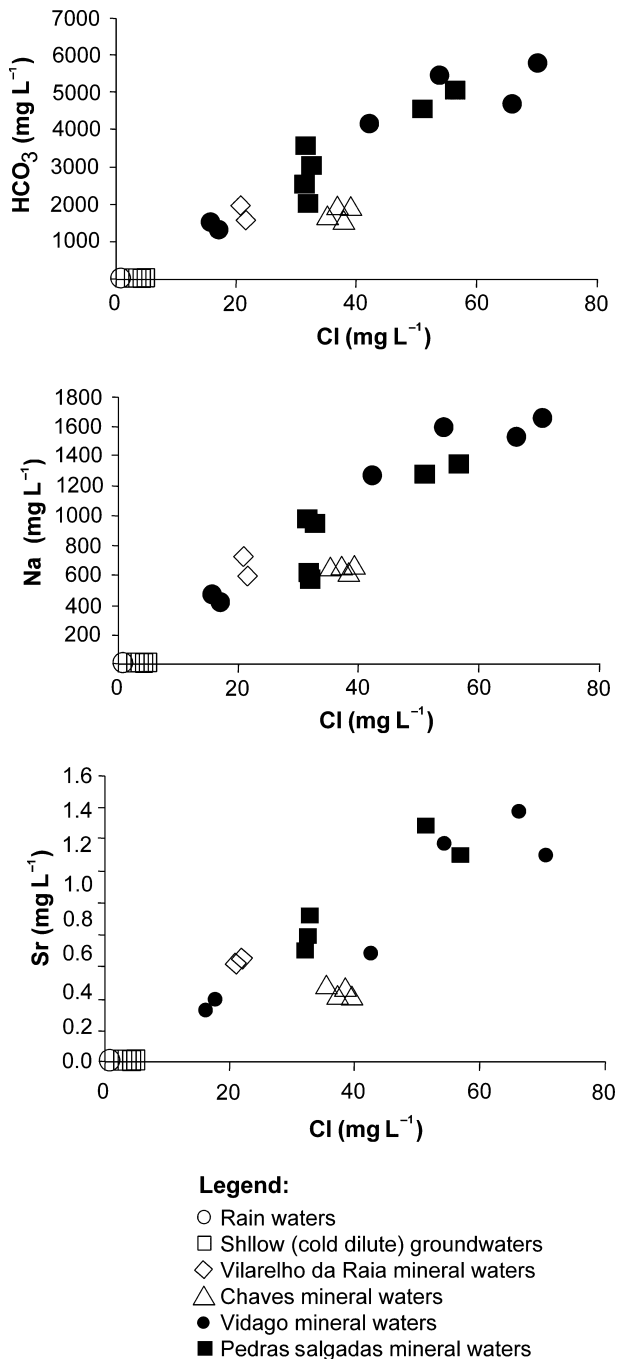 7000
6000
5000
4000
3000
2000
1000
HCO3 (mg L−1)
0 20 40 60 80
Cl (mg L−1)
1800
1600
1400
1200
1000
800
600
400
200
Na (mg L−1)
0 20 40 60 80
Cl (mg L−1)
1.6
1.4
1.2
1.0
0.8
0.6
0.4
0.2
0.0
Sr (mg L−1)
0 20 40 60 80
Cl (mg L−1)
Legend:
Rain waters
Shllow (cold dilute) groundwaters
Vilarelho da Raia mineral waters
Chaves mineral waters
Vidago mineral waters
Pedras salgadas mineral waters